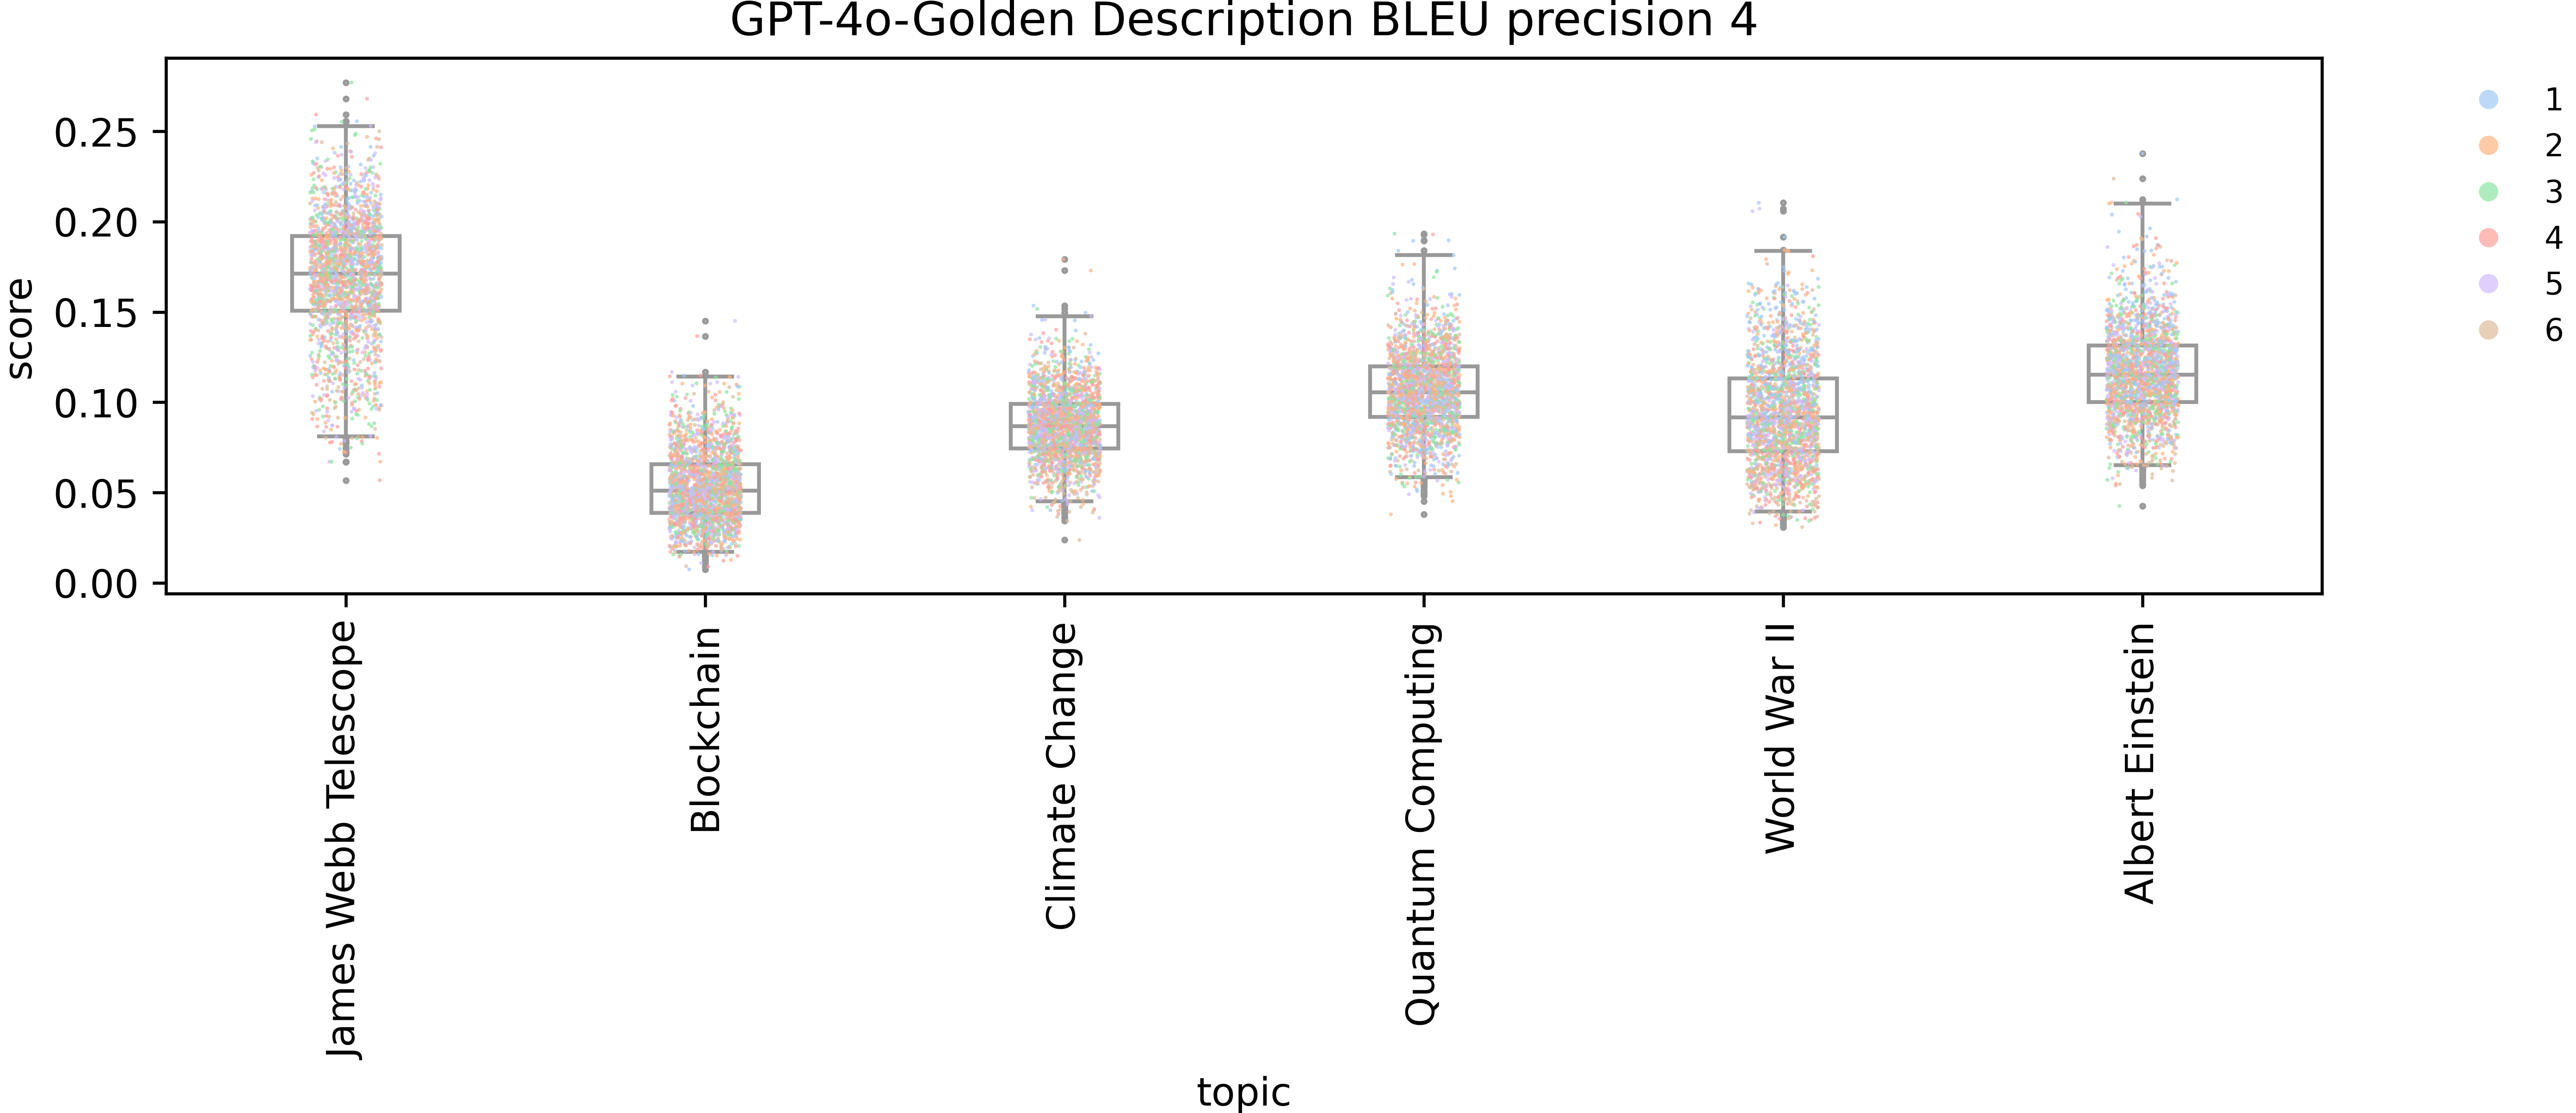 GPT-4o-Golden Description BLEU precision 4
score
0.25
0.20
0.15
0.10
0.05
0.00
James Webb Telescope
Blockchain
Climate Change
Quantum Computing
World War II
Albert Einstein
topic
1
2
3
4
5
6